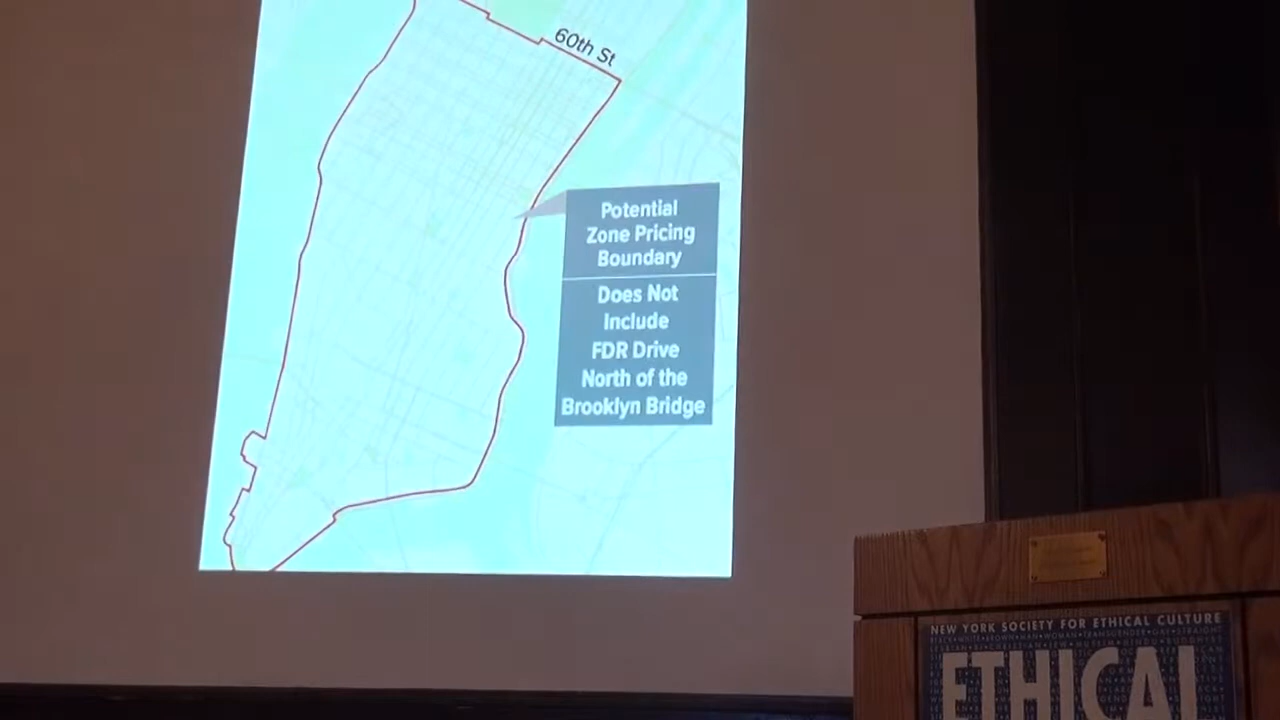 60th St
Potential
Zone Pricing
Boundary
Does Not
Include
FDR Drive
North of the
Brooklyn Bridge
NEW YORK SOCIETY FOR ETHICAL CULTURE
ETHICAL